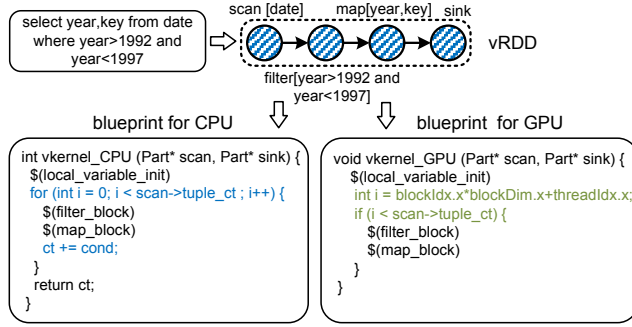 select year,key from date
where year>1992 and
year<1997
scan [date]
map[year,key]
sink
vRDD
filter[year>1992 and
year<1997]
blueprint for CPU
int vkernel_CPU (Part* scan, Part* sink) {
$(local_variable_init)
for (int i = 0; i < scan->tuple_ct ; i++) {
$(filter_block)
$(map_block)
ct += cond;
}
return ct;
}
blueprint for GPU
void vkernel_GPU (Part* scan, Part* sink) {
$(local_variable_init)
int i = blockIdx.x*blockDim.x+threadIdx.x;
if (i < scan->tuple_ct) {
$(filter_block)
$(map_block)
}
}